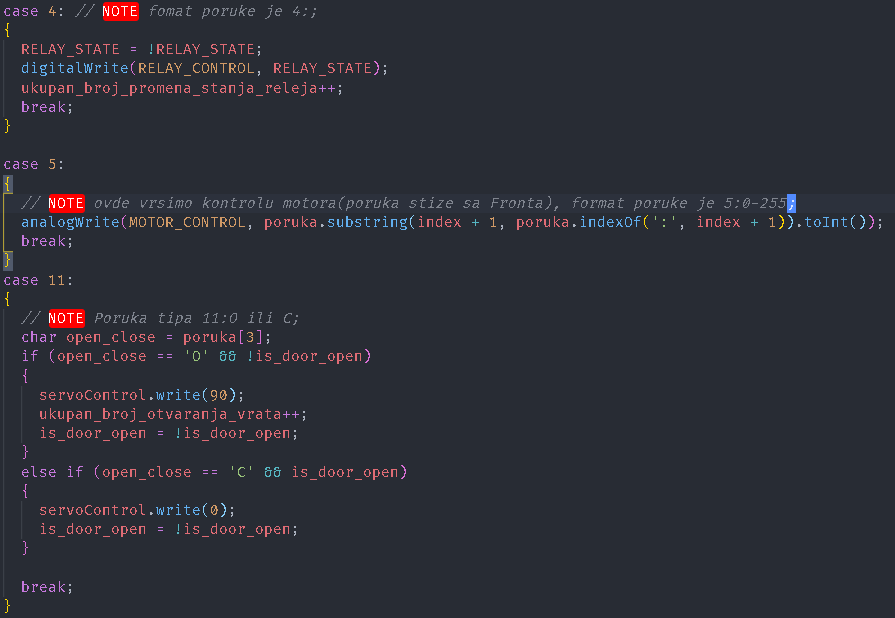 case 4: // NOTE fomat poruke je 4:;
{
RELAY_STATE = !RELAY_STATE;
digitalWrite(RELAY_CONTROL, RELAY_STATE);
ukupan_broj_promena_stanja_releja++;
break;
}
case 5:
{
// NOTE ovde vrsimo kontrolu motora(poruka stize sa Fronta), format poruke je 5:0-255;
analogWrite(MOTOR_CONTROL, poruka.substring(index + 1, poruka.indexOf(':', index + 1)).toInt());
break;
}
case 11:
{
// NOTE Poruka tipa 11:O ili C;
char open_close = poruka[3];
if (open_close == 'O' && !is_door_open)
{
servoControl.write(90);
ukupan_broj_otvaranja_vrata++;
is_door_open = !is_door_open;
}
else if (open_close == 'C' && is_door_open)
{
servoControl.write(0);
is_door_open = !is_door_open;
}
break;
}